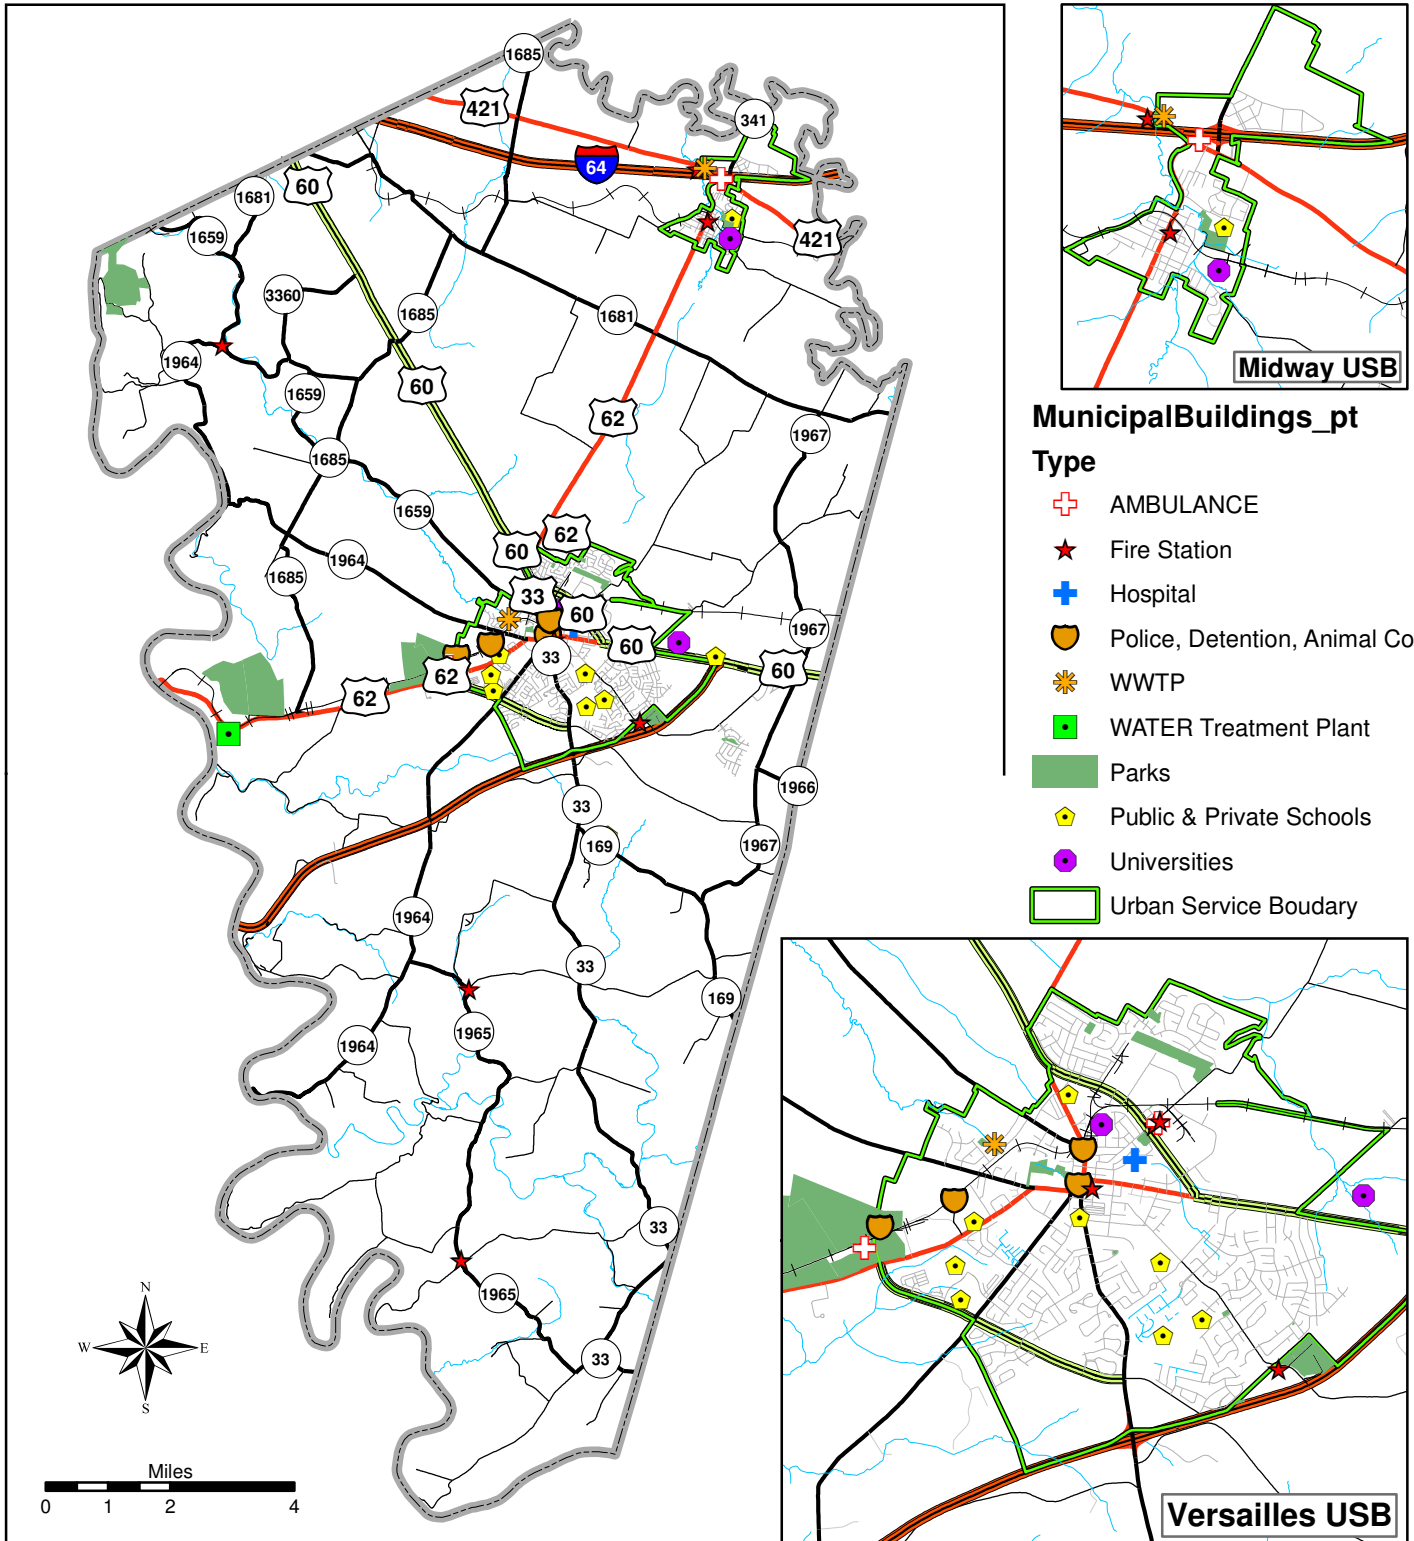 1685
421
341
64
60
1681
1659
421
3360
1685
1681
1964
60
1659
62
1967
1685
1659
62
60
1964
1685
33
60
1967
60
33
60
62
62
1966
33
169
1967
1964
33
169
1965
1964
33
1965
33
N
W
E
S
Miles
0 1 2 4
Midway USB
MunicipalBuildings_pt
Type
AMBULANCE
Fire Station
Hospital
Police, Detention, Animal Co
WWTP
WATER Treatment Plant
Parks
Public & Private Schools
Universities
Urban Service Boudary
Versailles USB